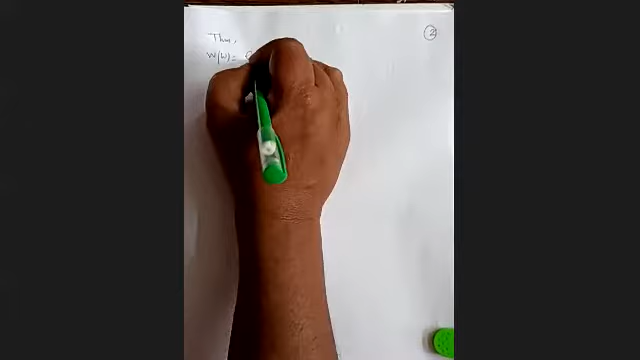 2
Thus,
W(W) =